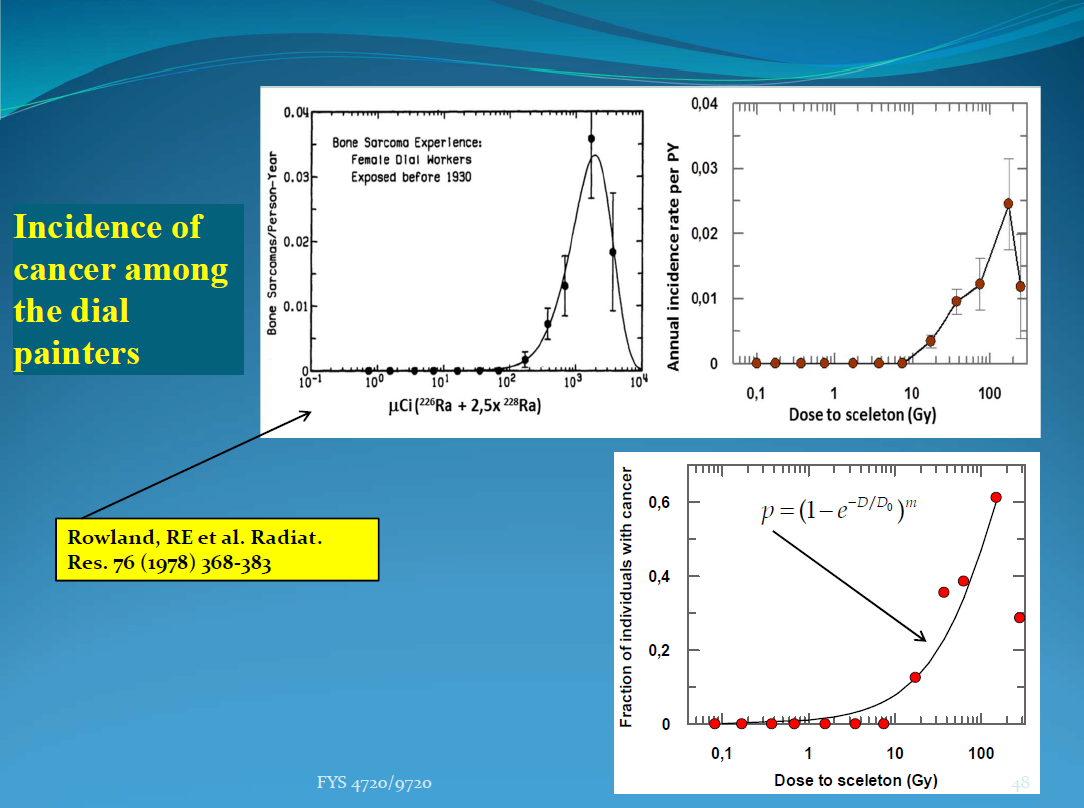 Incidence of
cancer among
the dial
painters
Bone Sarcoma Experience:
Female Dial Workers
Exposed before 1930
Bone Sarcomas/Person-Year
0.04
0.03
0.02
0.01
0
10⁻¹ 10⁰ 10¹ 10² 10³ 10⁴
μCi (²²⁶Ra + 2,5x ²²⁸Ra)
Annual incidence rate per PY
0,04
0,03
0,02
0,01
0
0,1 1 10 100
Dose to sceleton (Gy)
Rowland, RE et al. Radiat.
Res. 76 (1978) 368-383
Fraction of individuals with cancer
p = (1 − e^{−D/D₀})^m
0,6
0,4
0,2
0
0,1 1 10 100
Dose to sceleton (Gy)
FYS 4720/9720
48